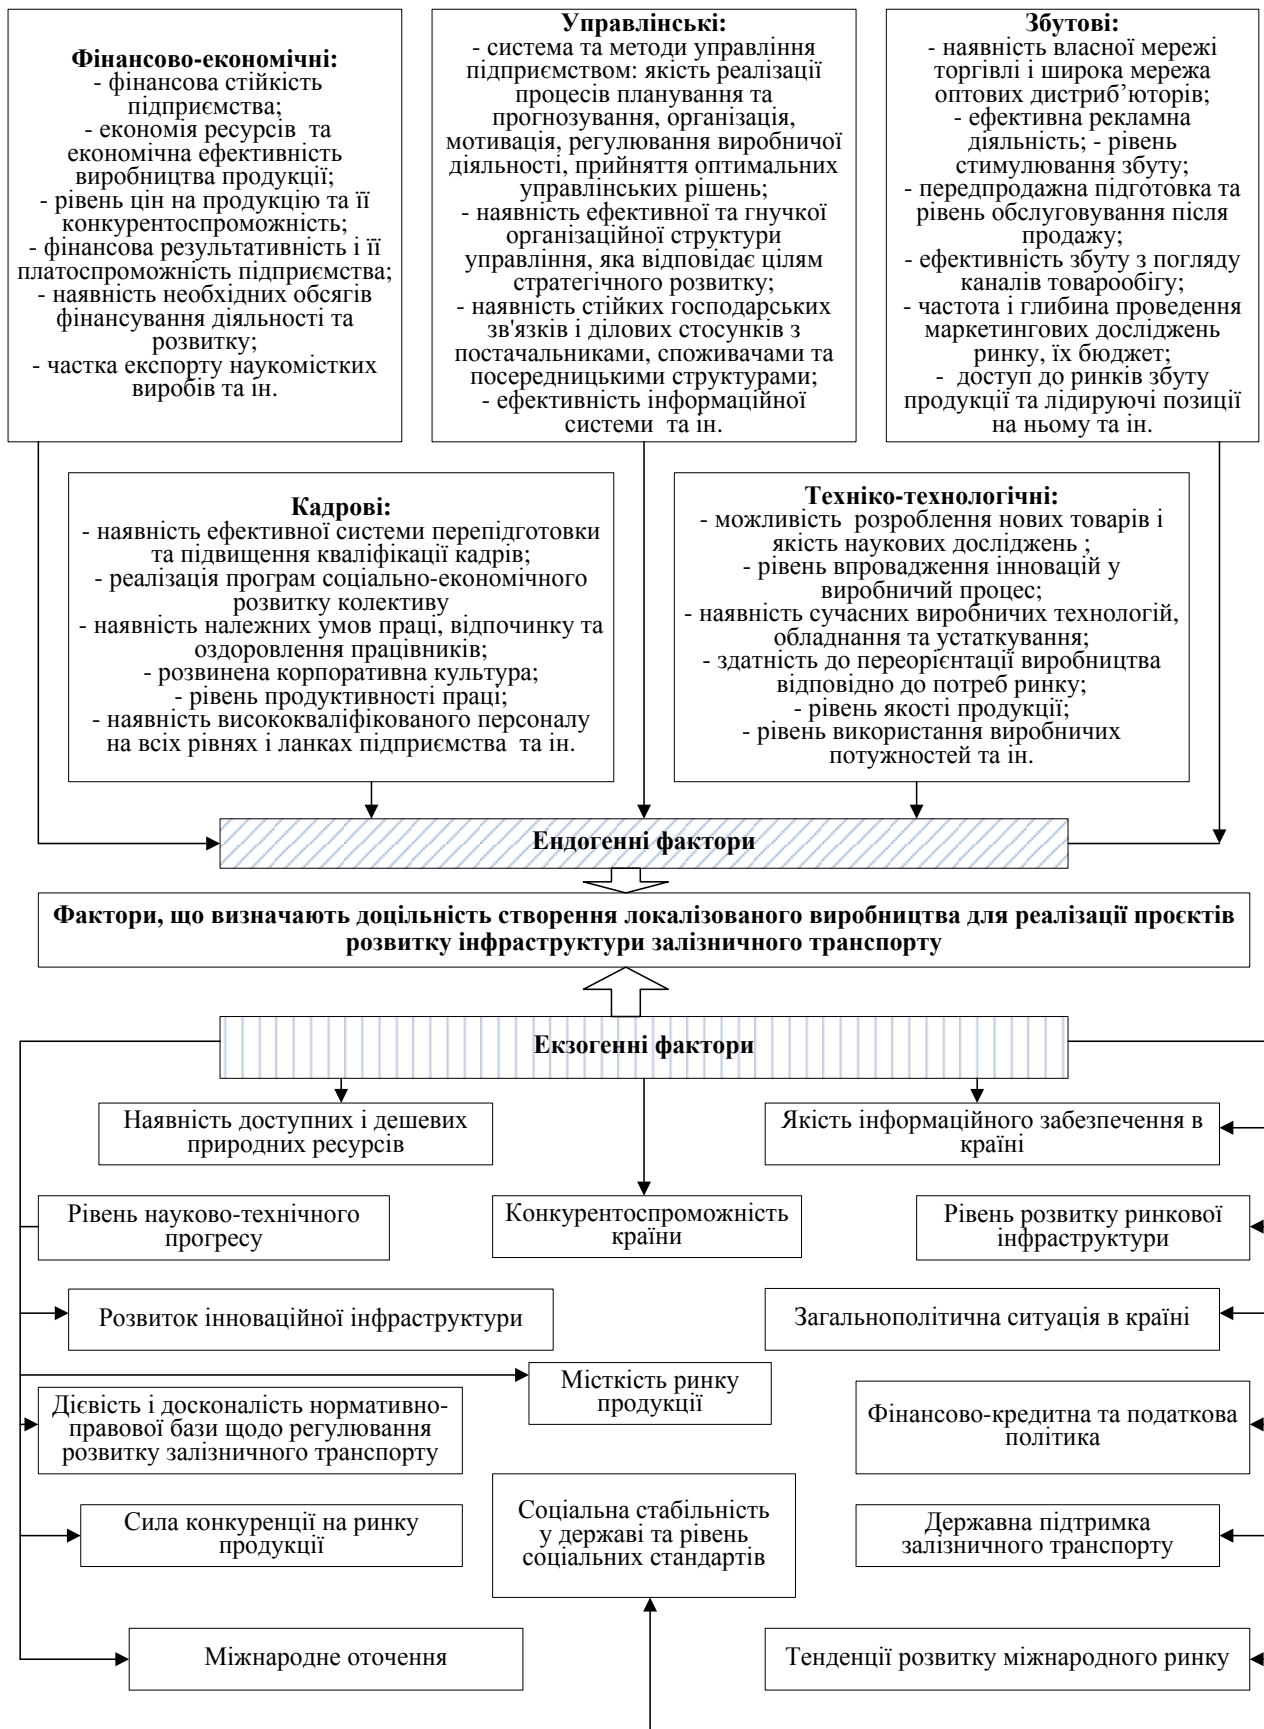 Фінансово-економічні:
- фінансова стійкість
підприємства;
- економія ресурсів та
економічна ефективність
виробництва продукції;
- рівень цін на продукцію та її
конкурентоспроможність;
- фінансова результативність і її
платоспроможність підприємства;
- наявність необхідних обсягів
фінансування діяльності та
розвитку;
- частка експорту наукомістких
виробів та ін.
Управлінські:
- система та методи управління
підприємством: якість реалізації
процесів планування та
прогнозування, організація,
мотивація, регулювання виробничої
діяльності, прийняття оптимальних
управлінських рішень;
- наявність ефективної та гнучкої
організаційної структури
управління, яка відповідає цілям
стратегічного розвитку;
- наявність стійких господарських
зв'язків і ділових стосунків з
постачальниками, споживачами та
посередницькими структурами;
- ефективність інформаційної
системи та ін.
Збутові:
- наявність власної мережі
торгівлі і широка мережа
оптових дистриб’юторів;
- ефективна рекламна
діяльність; - рівень
стимулювання збуту;
- передпродажна підготовка та
рівень обслуговування після
продажу;
- ефективність збуту з погляду
каналів товарообігу;
- частота і глибина проведення
маркетингових досліджень
ринку, їх бюджет;
- доступ до ринків збуту
продукції та лідируючі позиції
на ньому та ін.
Кадрові:
- наявність ефективної системи перепідготовки
та підвищення кваліфікації кадрів;
- реалізація програм соціально-економічного
розвитку колективу
- наявність належних умов праці, відпочинку та
оздоровлення працівників;
- розвинена корпоративна культура;
- рівень продуктивності праці;
- наявність висококваліфікованого персоналу
на всіх рівнях і ланках підприємства та ін.
Техніко-технологічні:
- можливість розроблення нових товарів і
якість наукових досліджень ;
- рівень впровадження інновацій у
виробничий процес;
- наявність сучасних виробничих технологій,
обладнання та устаткування;
- здатність до переорієнтації виробництва
відповідно до потреб ринку;
- рівень якості продукції;
- рівень використання виробничих
потужностей та ін.
Ендогенні фактори
Фактори, що визначають доцільність створення локалізованого виробництва для реалізації проєктів
розвитку інфраструктури залізничного транспорту
Екзогенні фактори
Наявність доступних і дешевих
природних ресурсів
Якість інформаційного забезпечення в
країні
Рівень науково-технічного
прогресу
Конкурентоспроможність
країни
Рівень розвитку ринкової
інфраструктури
Розвиток інноваційної інфраструктури
Загальнополітична ситуація в країні
Місткість ринку
продукції
Дієвість і досконалість нормативно-
правової бази щодо регулювання
розвитку залізничного транспорту
Фінансово-кредитна та податкова
політика
Сила конкуренції на ринку
продукції
Соціальна стабільність
у державі та рівень
соціальних стандартів
Державна підтримка
залізничного транспорту
Міжнародне оточення
Тенденції розвитку міжнародного ринку